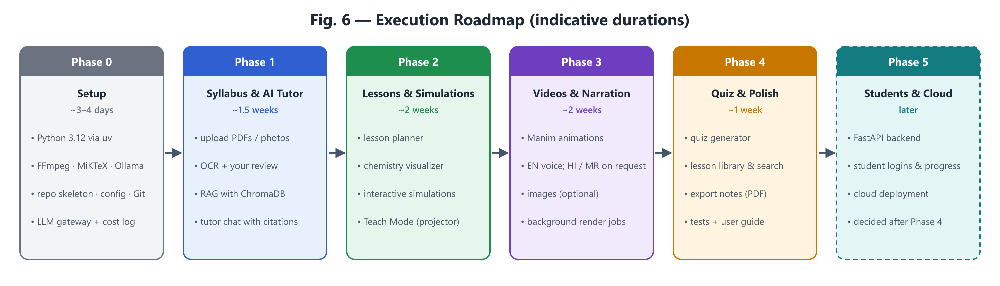 Fig. 6 — Execution Roadmap (indicative durations)
Phase 0
Setup
~3–4 days
• Python 3.12 via uv
• FFmpeg · MiKTeX · Ollama
• repo skeleton · config · Git
• LLM gateway + cost log
Phase 1
Syllabus & AI Tutor
~1.5 weeks
• upload PDFs / photos
• OCR + your review
• RAG with ChromaDB
• tutor chat with citations
Phase 2
Lessons & Simulations
~2 weeks
• lesson planner
• chemistry visualizer
• interactive simulations
• Teach Mode (projector)
Phase 3
Videos & Narration
~2 weeks
• Manim animations
• EN voice; HI / MR on request
• images (optional)
• background render jobs
Phase 4
Quiz & Polish
~1 week
• quiz generator
• lesson library & search
• export notes (PDF)
• tests + user guide
Phase 5
Students & Cloud
later
• FastAPI backend
• student logins & progress
• cloud deployment
• decided after Phase 4